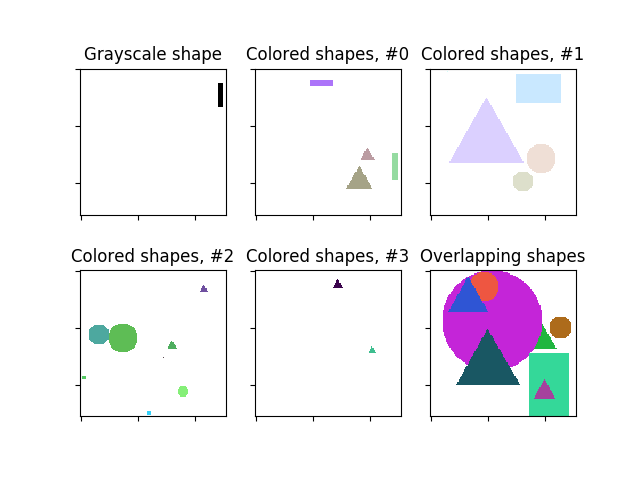 Grayscale shape
Colored shapes, #0
Colored shapes, #1
Colored shapes, #2
Colored shapes, #3
Overlapping shapes